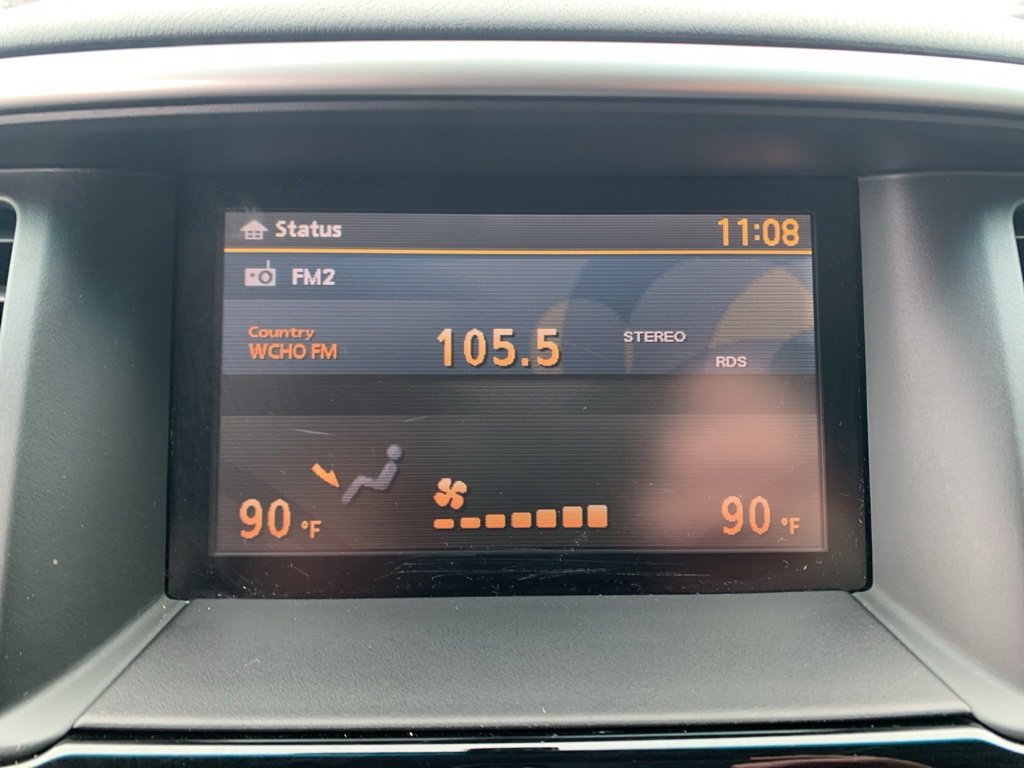 Status 11:08
FM2
Country
WCHO FM 105.5 STEREO
RDS
90 °F 90 °F